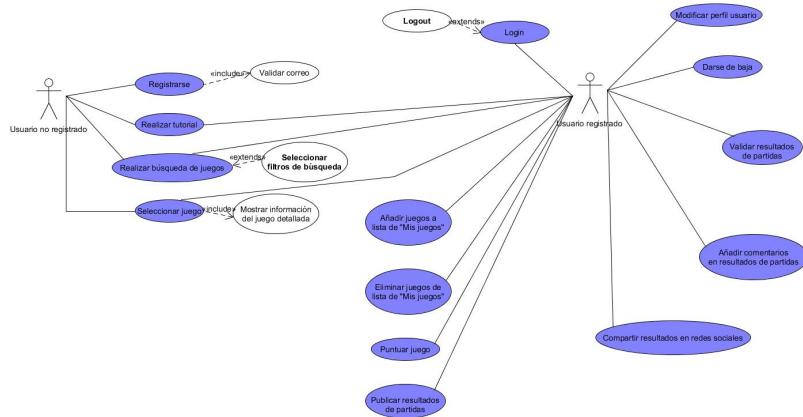 Logout
«extends»
Login
Modificar perfil usuario
Darse de baja
Registrarse
«include»
Validar correo
Usuario no registrado
Realizar tutorial
Usuario registrado
Validar resultados
de partidas
«extends»
Realizar búsqueda de juegos
Seleccionar
filtros de búsqueda
Seleccionar juego
«include»
Mostrar información
del juego detallada
Añadir juegos a
lista de "Mis juegos"
Añadir comentarios
en resultados de partidas
Eliminar juegos de
lista de "Mis juegos"
Puntuar juego
Compartir resultados en redes sociales
Publicar resultados
de partidas